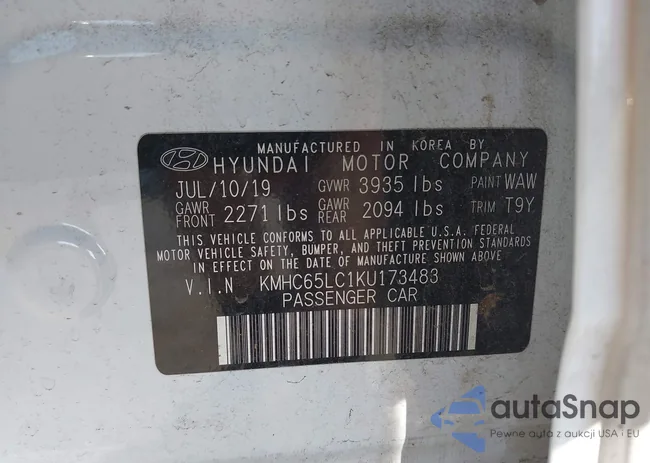 MANUFACTURED IN KOREA BY
HYUNDAI MOTOR COMPANY
JUL/10/19 GVWR 3935 lbs PAINT WAW
GAWR FRONT 2271 lbs GAWR REAR 2094 lbs TRIM T9Y
THIS VEHICLE CONFORMS TO ALL APPLICABLE U.S.A. FEDERAL
MOTOR VEHICLE SAFETY, BUMPER, AND THEFT PREVENTION STANDARDS
IN EFFECT ON THE DATE OF MANUFACTURE SHOWN ABOVE.
V.I.N KMHC65LC1KU173483
PASSENGER CAR
autoSnap
Pewne auta z aukcji USA i EU